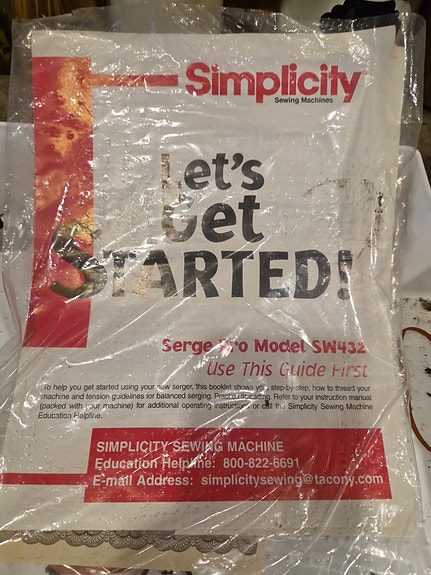 Simplicity
Sewing Machines
Let's
Get
STARTED!
Serge Pro Model SW432
Use This Guide First
To help you get started using your new serger, this booklet shows you, step-by-step, how to thread your
machine and tension guidelines for balanced serging. Precise threading. Refer to your instruction manual
(packed with your machine) for additional operating instructions or call the Simplicity Sewing Machine
Education Helpline.
SIMPLICITY SEWING MACHINE
Education Helpline: 800-822-6691
E-mail Address: simplicitysewing@tacony.com